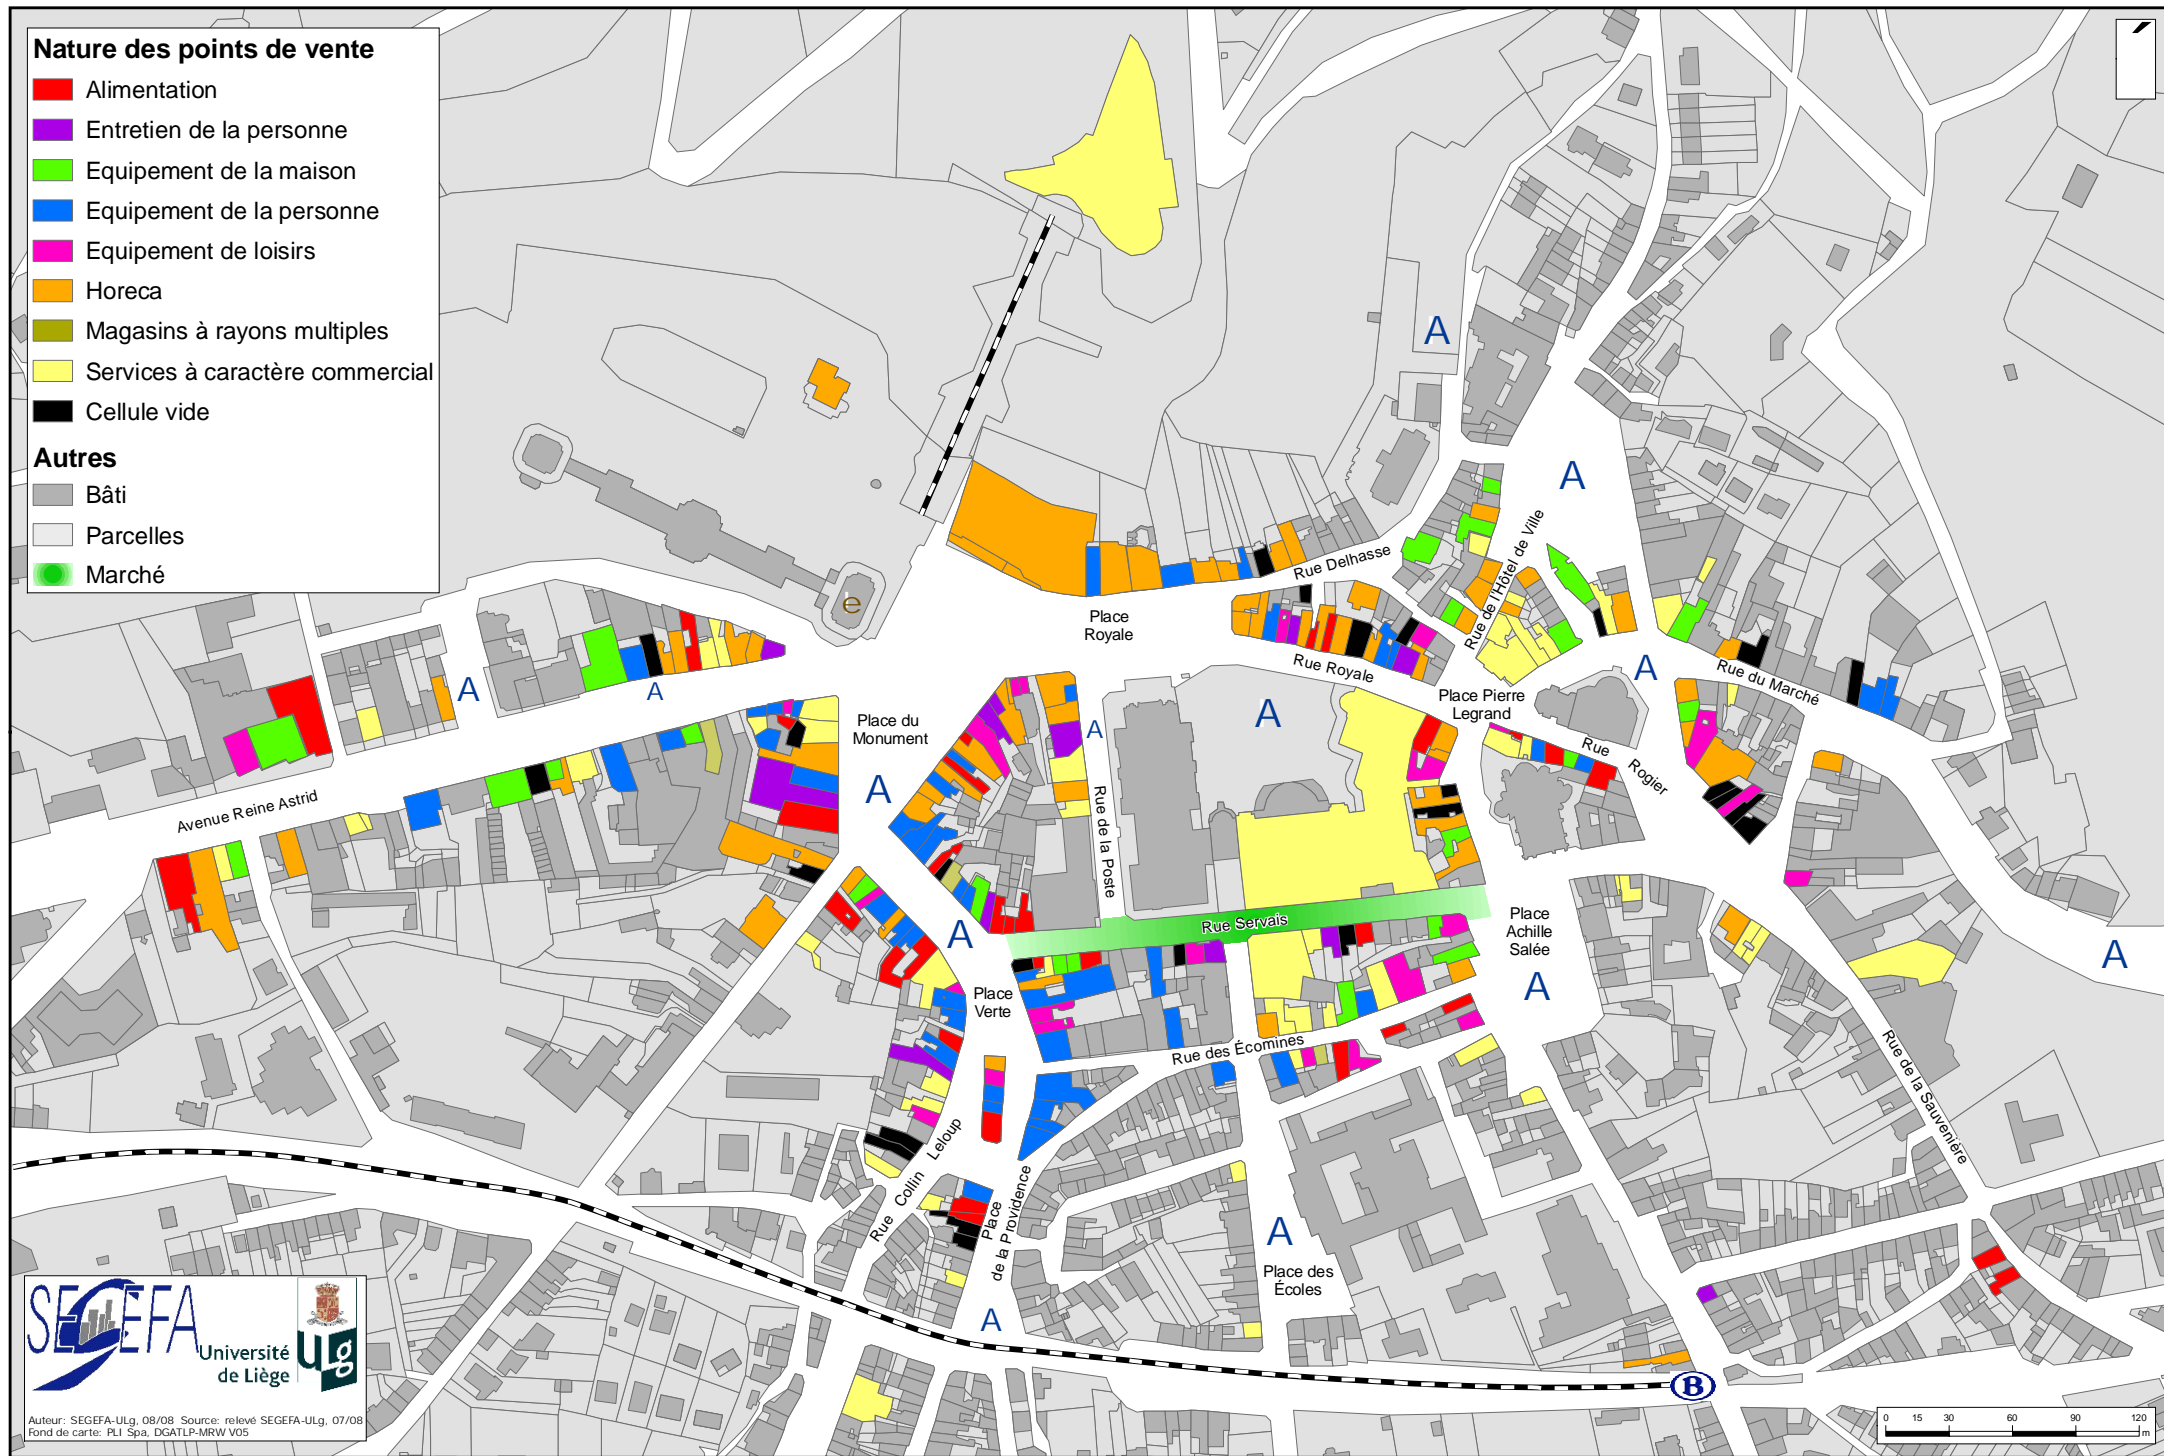 Nature des points de vente
Alimentation
Entretien de la personne
Equipement de la maison
Equipement de la personne
Equipement de loisirs
Horeca
Magasins à rayons multiples
Services à caractère commercial
Cellule vide
Autres
Bâti
Parcelles
Marché
A
A
Rue de l'Hôtel de Ville
Rue Delhasse
e
Place
Royale
A
A
A
Rue Royale
Rue du Marché
Place Pierre
Legrand
A
A
Place du
Monument
Rue
Rogier
A
Avenue Reine Astrid
Rue de la Poste
Rue Servais
Place
Achille
Salée
A
A
A
Place
Verte
Rue des Écomines
Rue de la Sauvenière
Rue Collin Leloup
Place
de la Providence
A
Place des
Écoles
A
B
SEGEFA
Université
de Liège
ULg
Auteur: SEGEFA-ULg, 08/08 Source: relevé SEGEFA-ULg, 07/08
Fond de carte: PLI Spa, DGATLP-MRW V05
0 15 30 60 90 120
m